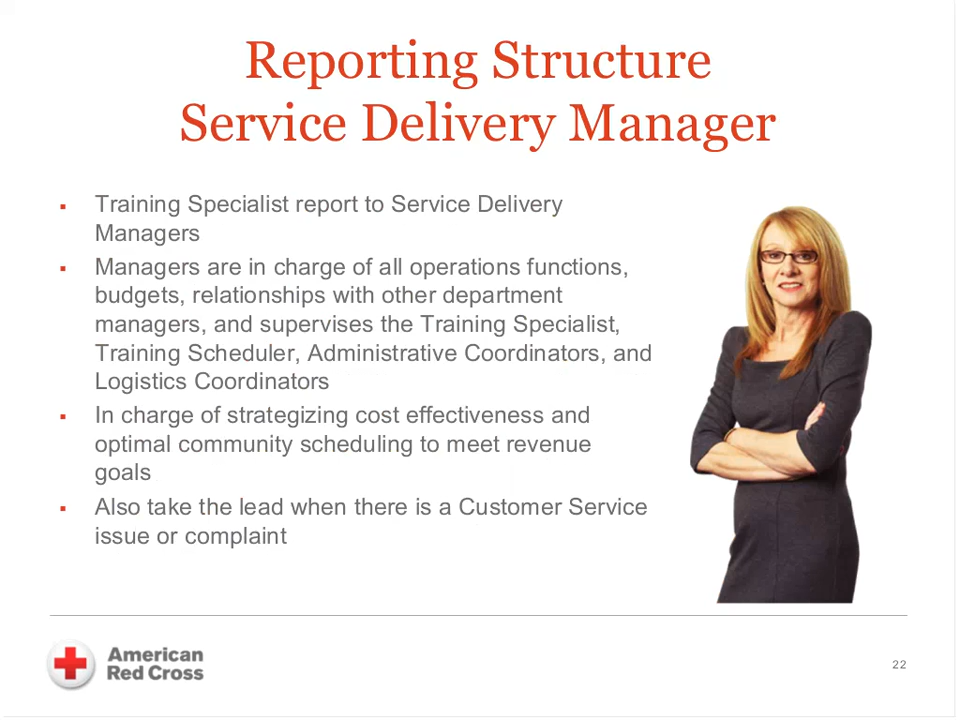 Reporting Structure
Service Delivery Manager
▪ Training Specialist report to Service Delivery
Managers
▪ Managers are in charge of all operations functions,
budgets, relationships with other department
managers, and supervises the Training Specialist,
Training Scheduler, Administrative Coordinators, and
Logistics Coordinators
▪ In charge of strategizing cost effectiveness and
optimal community scheduling to meet revenue
goals
▪ Also take the lead when there is a Customer Service
issue or complaint
American
Red Cross
22